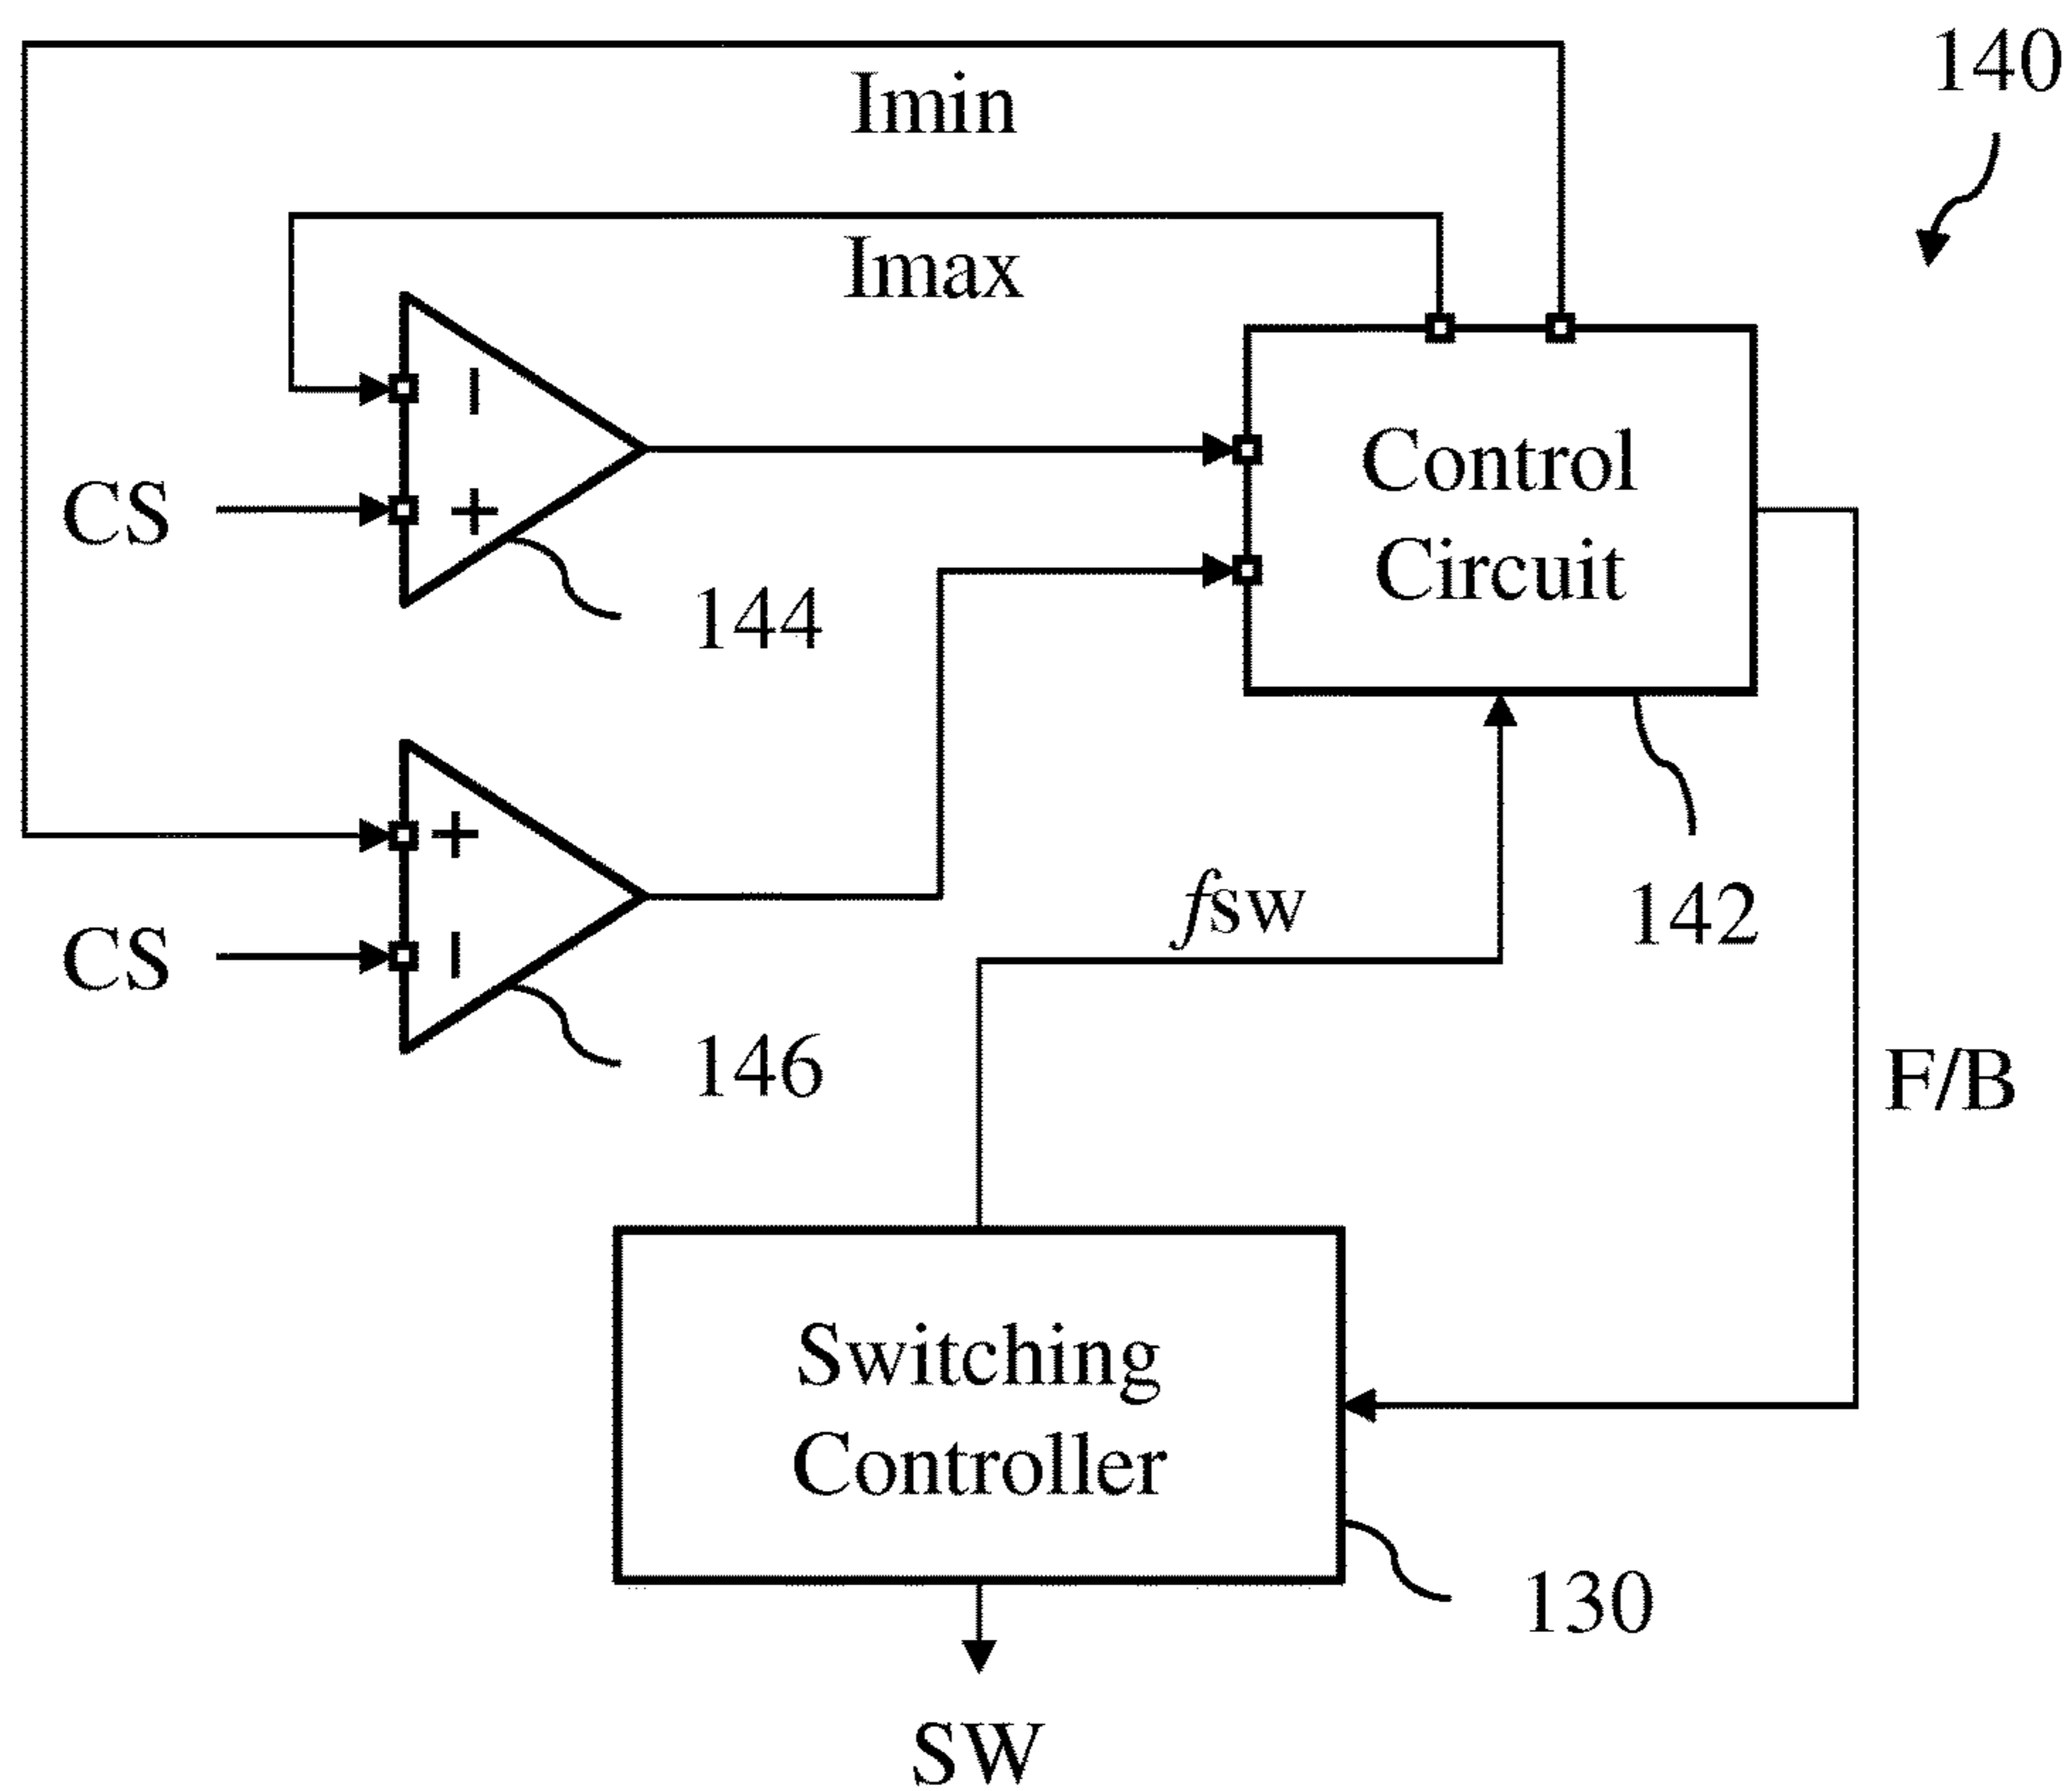 140
Imin
Imax
Control
Circuit
CS
+
144
+
CS
146
fsw
142
F/B
Switching
Controller
130
SW